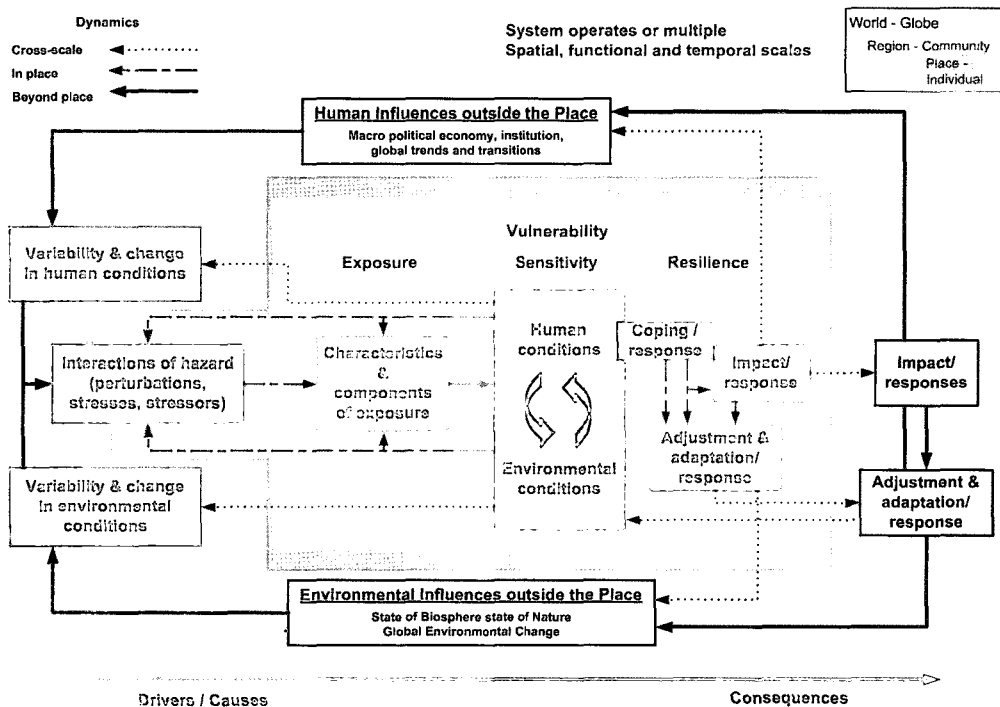 Dynamics
Cross-scale
In place
Beyond place
System operates or multiple
Spatial, functional and temporal scales
World - Globe
Region - Community
Place -
Individual
Human Influences outside the Place
Macro political economy, institution,
global trends and transitions
Vulnerability
Exposure
Sensitivity
Resilience
Variability & change
in human conditions
Interactions of hazard
(perturbations,
stresses, stressors)
Characteristics
&
components
of exposure
Human
conditions
Environmental
conditions
Coping /
response
Impact/
response
Adjustment &
adaptation/
response
Impact/
responses
Adjustment &
adaptation/
response
Variability & change
in environmental
conditions
Environmental Influences outside the Place
State of Biosphere state of Nature
Global Environmental Change
Drivers / Causes
Consequences